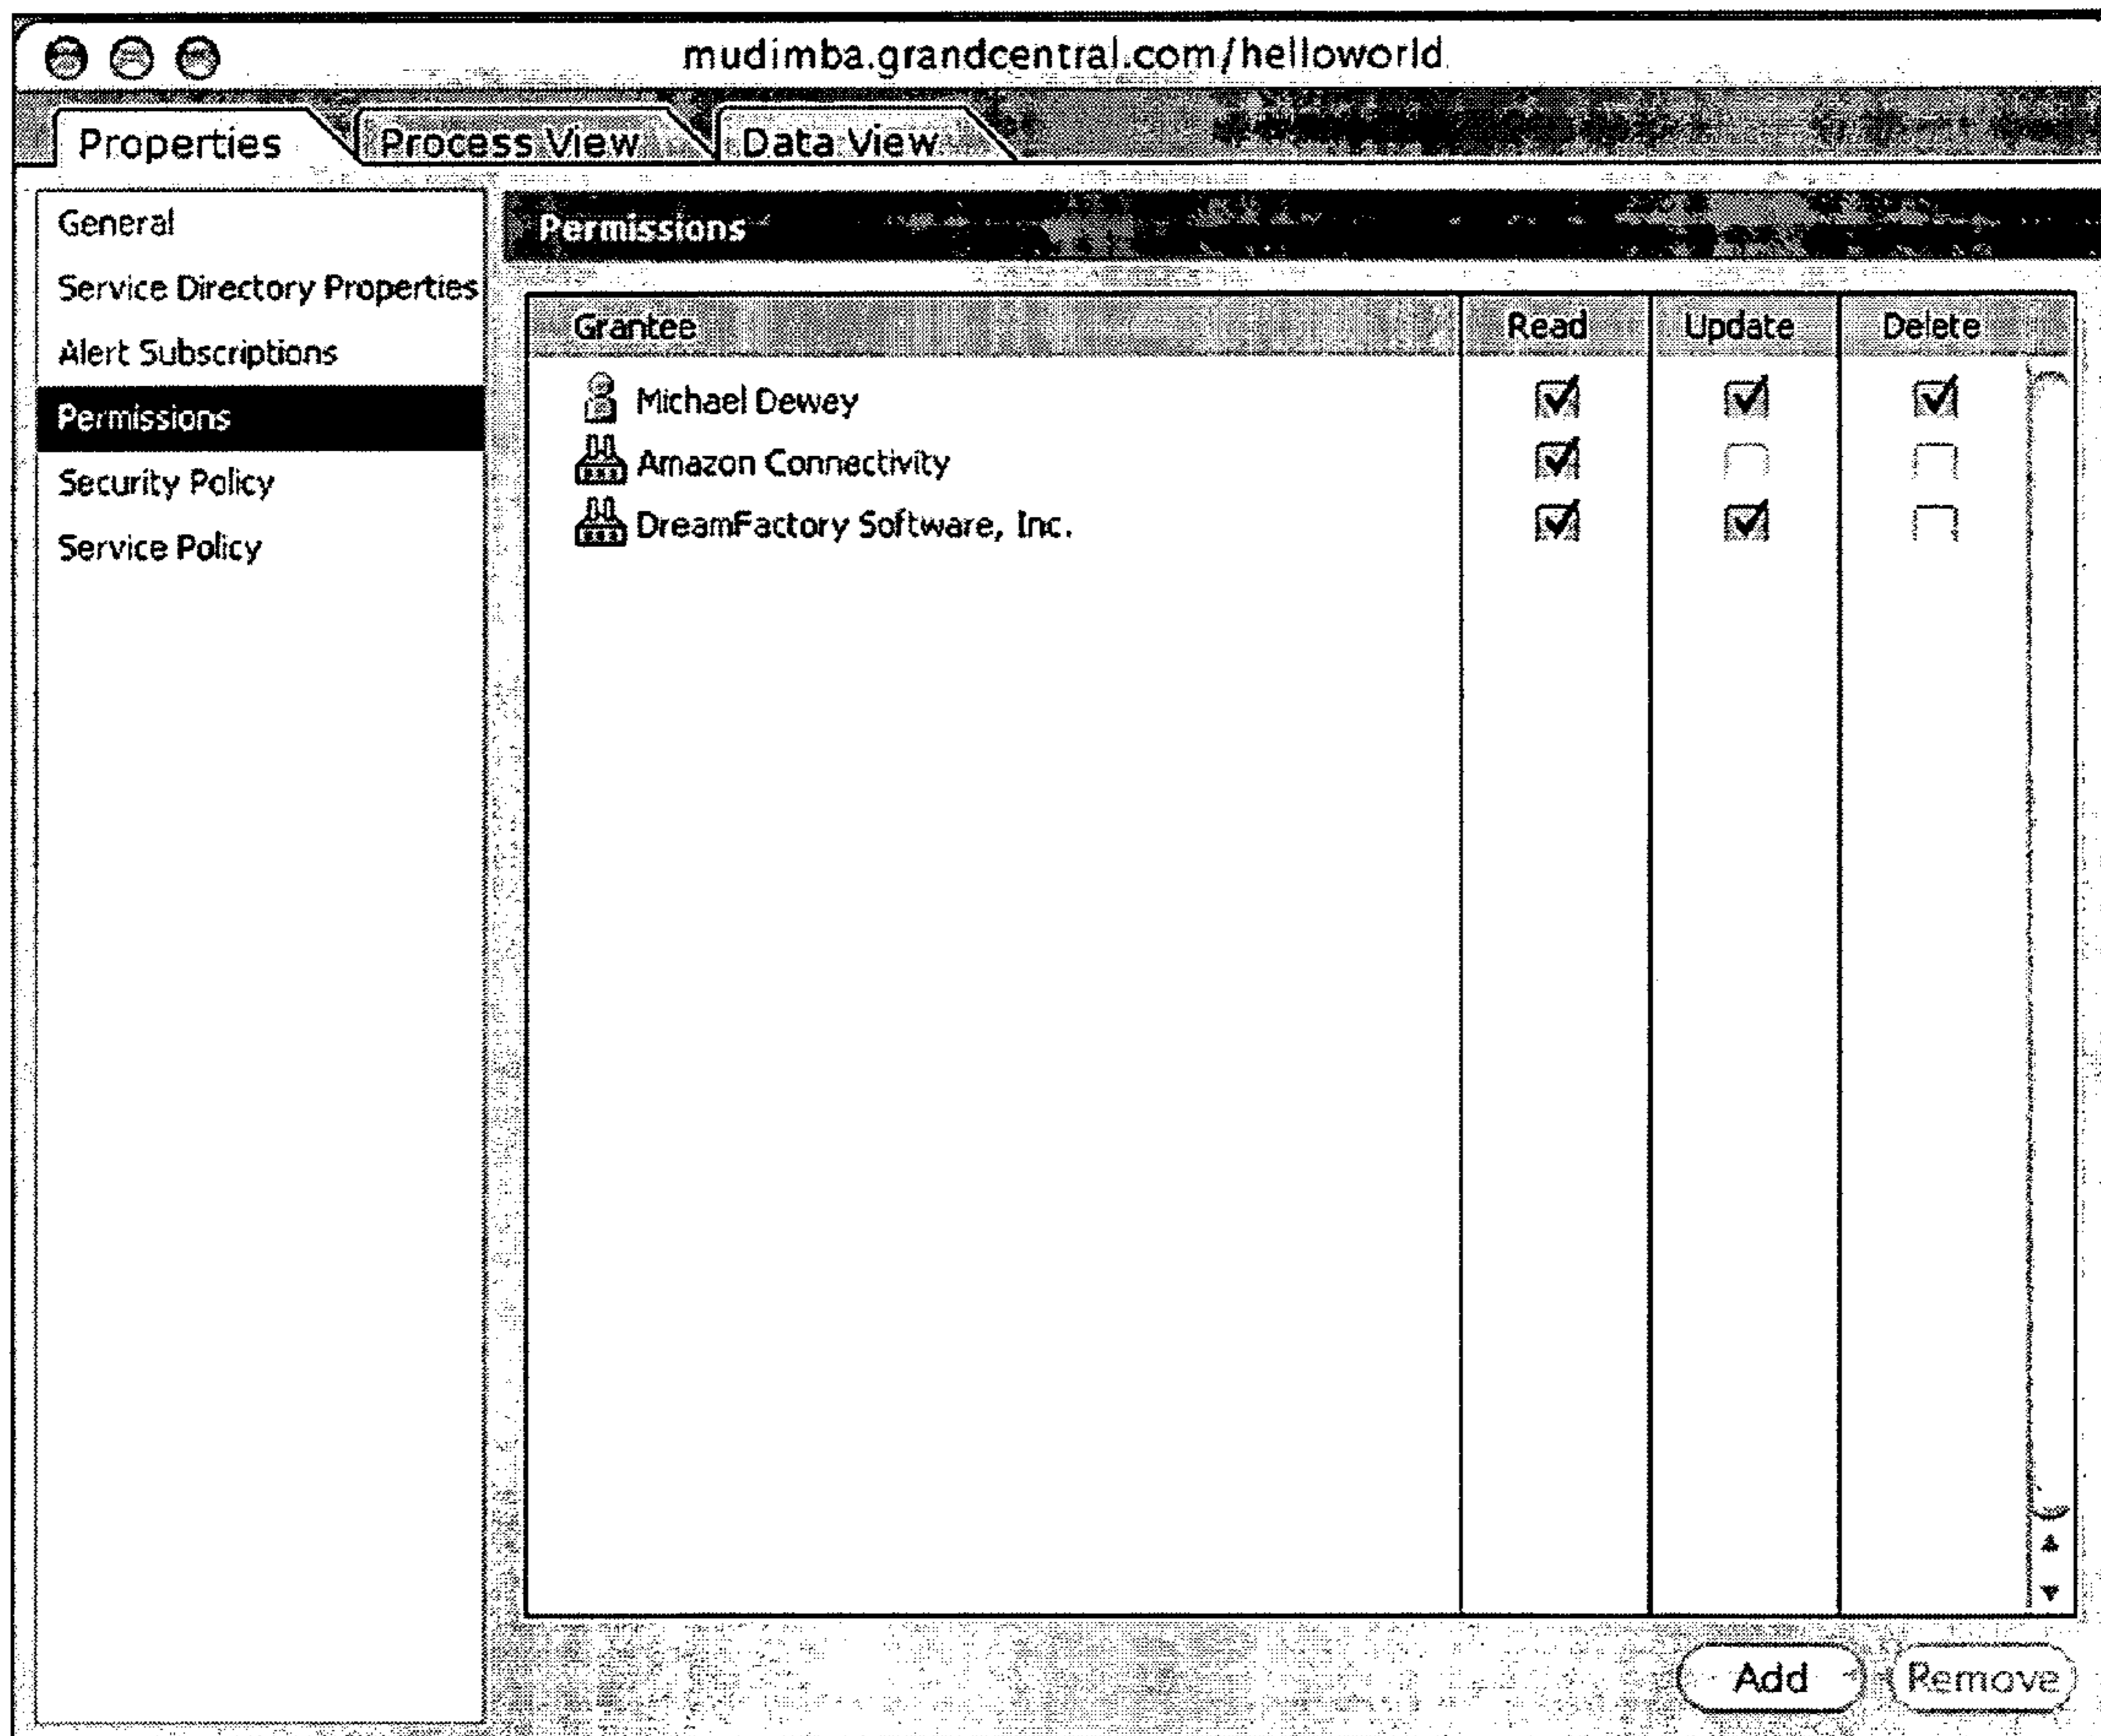 mudimba.grandcentral.com/helloworld
Properties Process View Data View
General
Service Directory Properties
Alert Subscriptions
Permissions
Security Policy
Service Policy
Permissions
Grantee Read Update Delete
Michael Dewey
Amazon Connectivity
DreamFactory Software, Inc.
Add Remove